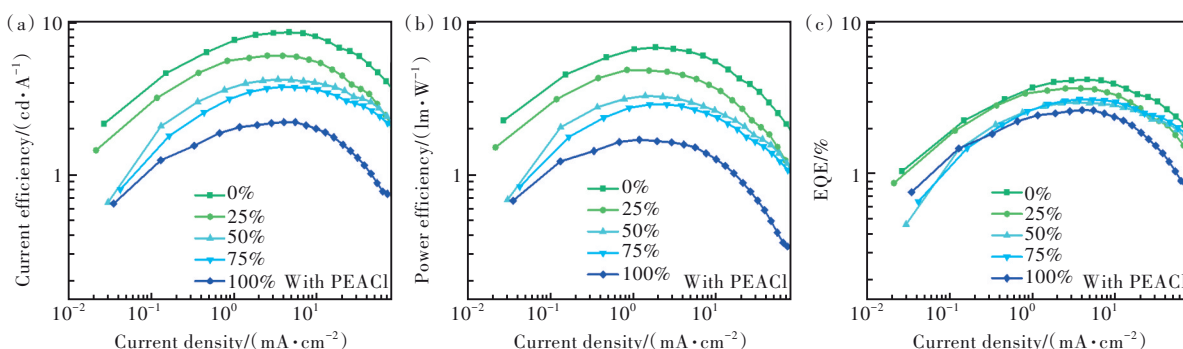 (a)
10
1
Current efficiency/(cd•A⁻¹)
0%
25%
50%
75%
100% With PEACl
10⁻² 10⁻¹ 10⁰ 10¹
Current density/(mA•cm⁻²)
(b)
10
1
Power efficiency/(lm•W⁻¹)
0%
25%
50%
75%
100% With PEACl
10⁻² 10⁻¹ 10⁰ 10¹
Current density/(mA•cm⁻²)
(c)
10
1
EQE/%
0%
25%
50%
75%
100% With PEACl
10⁻² 10⁻¹ 10⁰ 10¹
Current density/(mA•cm⁻²)